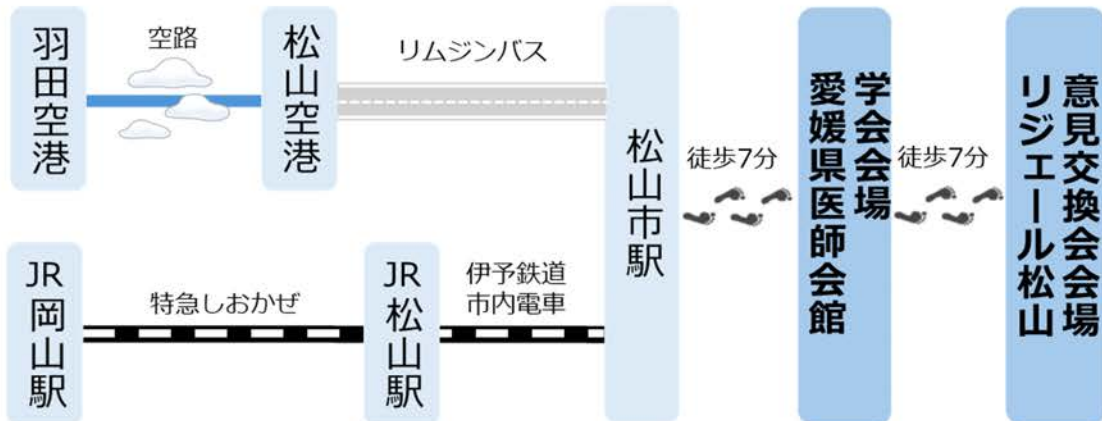 羽田空港
空路
松山空港
リムジンバス
JR岡山駅
特急しおかぜ
JR松山駅
伊予鉄道
市内電車
松山市駅
徒歩7分
学会会場
愛媛県医師会館
徒歩7分
意見交換会会場
リジェール松山